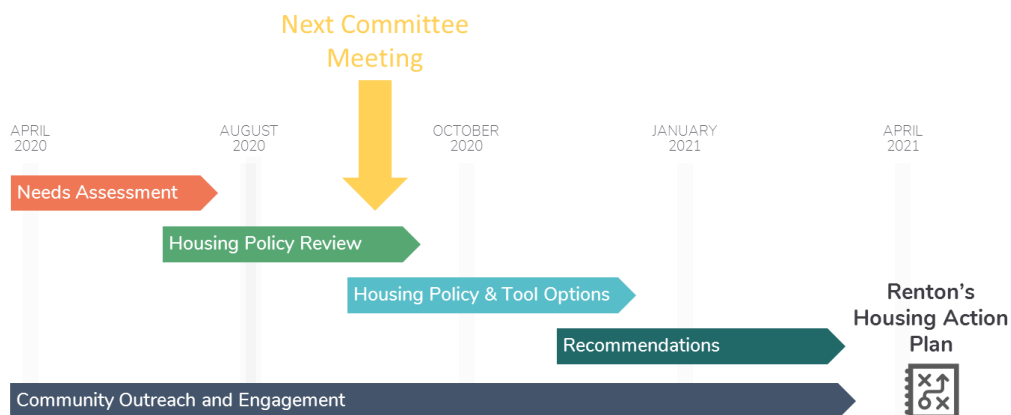 Next Committee
Meeting
APRIL
2020
AUGUST
2020
OCTOBER
2020
JANUARY
2021
APRIL
2021
Needs Assessment
Housing Policy Review
Housing Policy & Tool Options
Renton's
Housing Action
Plan
Recommendations
Community Outreach and Engagement